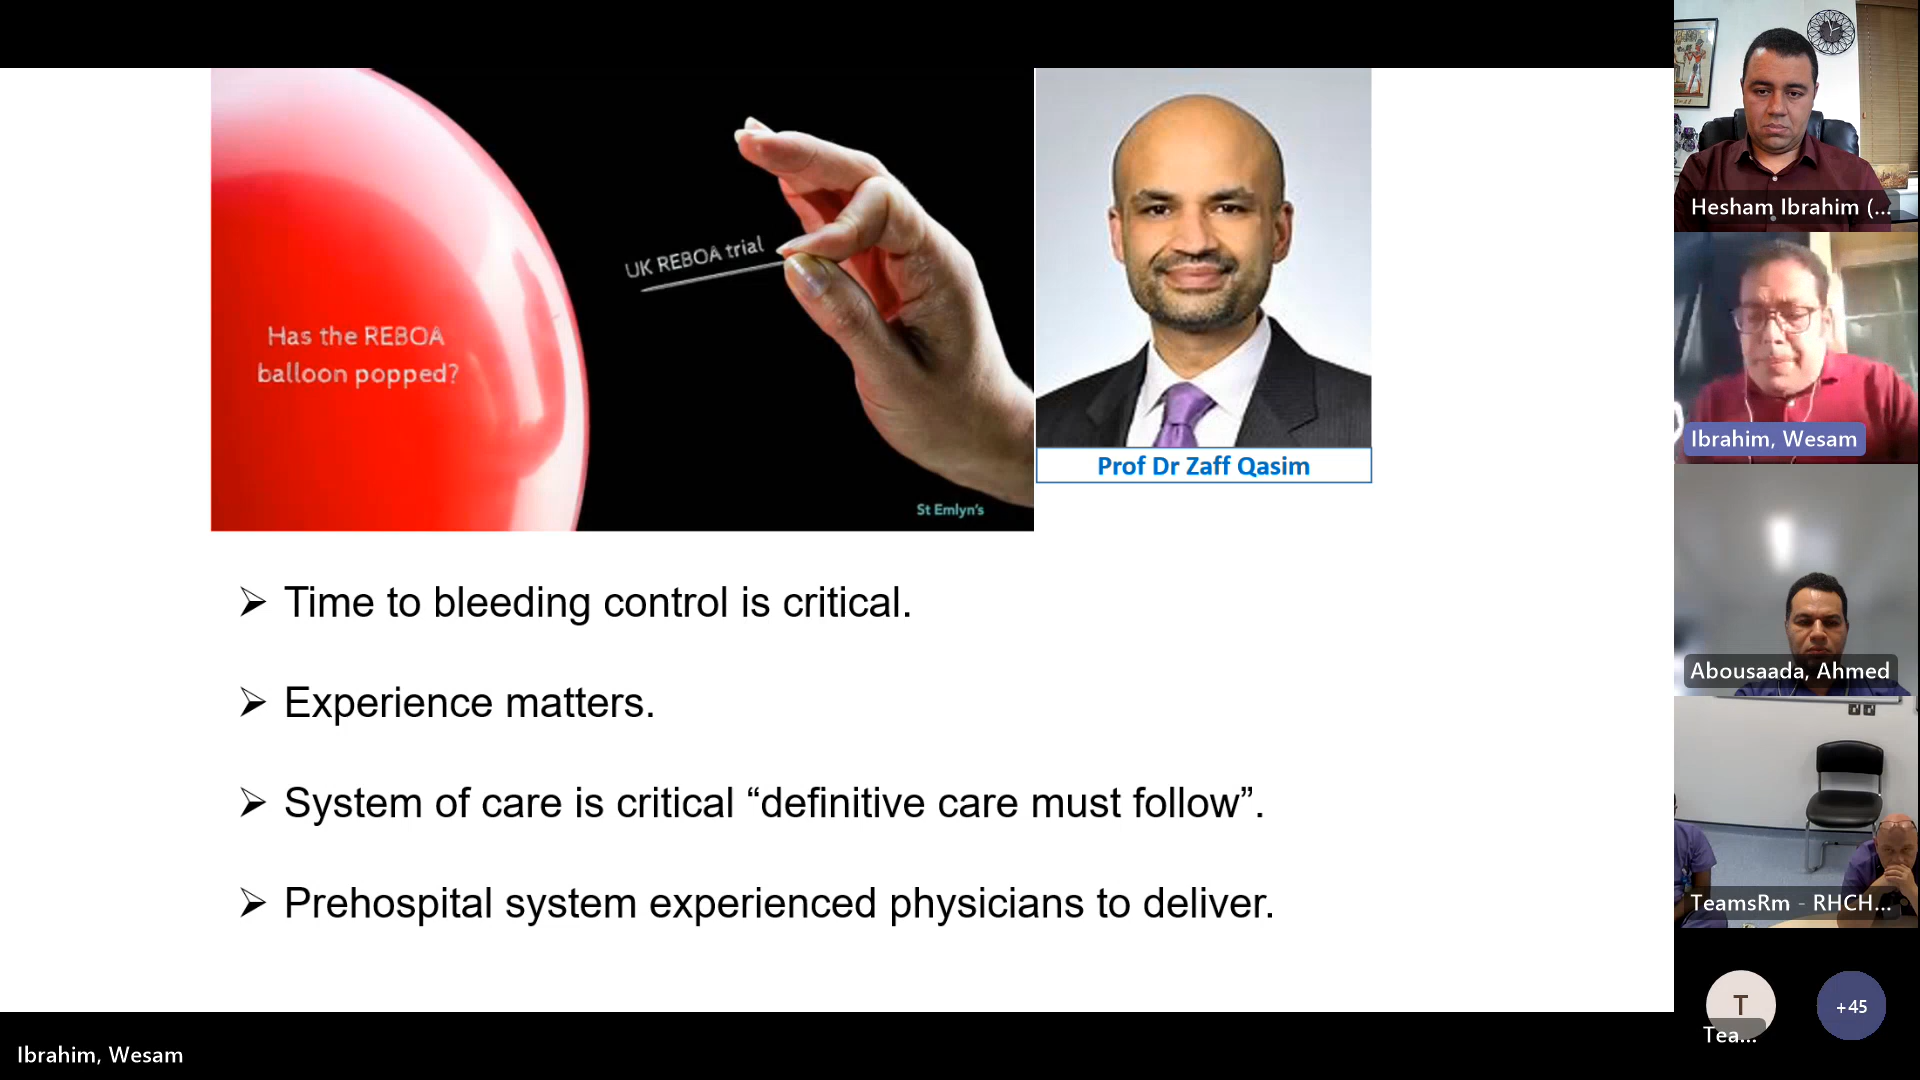 Has the REBOA
balloon popped?
UK REBOA trial
St Emlyn's
Prof Dr Zaff Qasim
➢ Time to bleeding control is critical.
➢ Experience matters.
➢ System of care is critical “definitive care must follow”.
➢ Prehospital system experienced physicians to deliver.
Hesham Ibrahim (...
Ibrahim, Wesam
Abousaada, Ahmed
TeamsRm - RHCH...
T
Tea...
+45
Ibrahim, Wesam